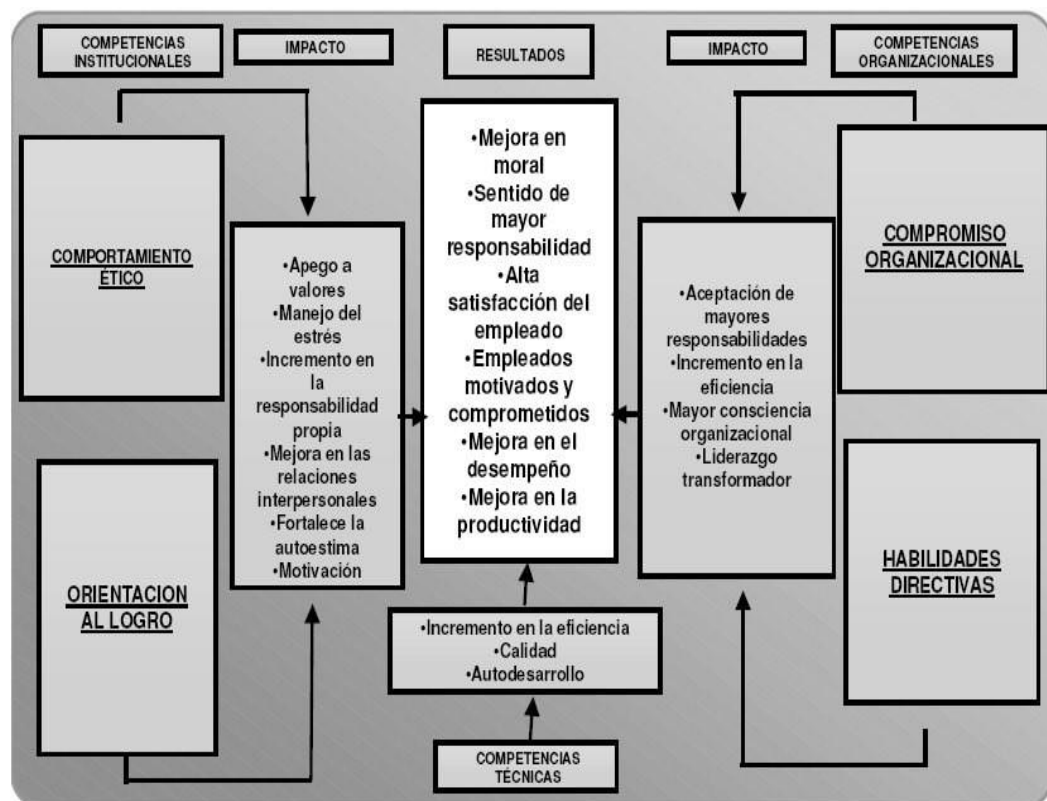 COMPETENCIAS
INSTITUCIONALES
IMPACTO
RESULTADOS
IMPACTO
COMPETENCIAS
ORGANIZACIONALES
COMPORTAMIENTO
ÉTICO
ORIENTACION
AL LOGRO
•Apego a
valores
•Manejo del
estrés
•Incremento en
la
responsabilidad
propia
•Mejora en las
relaciones
interpersonales
•Fortalece la
autoestima
•Motivación
•Mejora en
moral
•Sentido de
mayor
responsabilidad
•Alta
satisfacción del
empleado
•Empleados
motivados y
comprometidos
•Mejora en el
desempeño
•Mejora en la
productividad
•Incremento en la eficiencia
•Calidad
•Autodesarrollo
COMPETENCIAS
TÉCNICAS
•Aceptación de
mayores
responsabilidades
•Incremento en la
eficiencia
•Mayor consciencia
organizacional
•Liderazgo
transformador
COMPROMISO
ORGANIZACIONAL
HABILIDADES
DIRECTIVAS